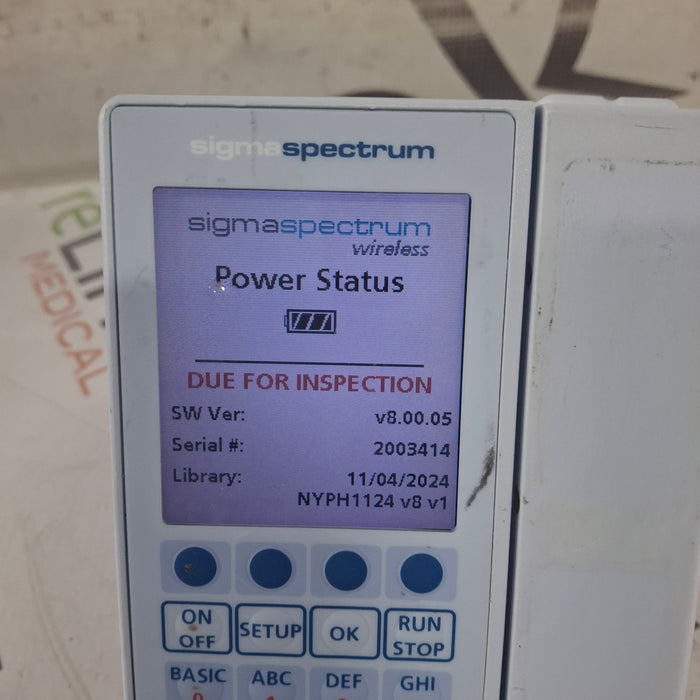 sigmaspectrum
sigmaspectrum
wireless
Power Status
DUE FOR INSPECTION
SW Ver: v8.00.05
Serial #: 2003414
Library: 11/04/2024
NYPH1124 v8 v1
ON OFF
SETUP
OK
RUN STOP
BASIC
ABC
DEF
GHI
MEDICAL